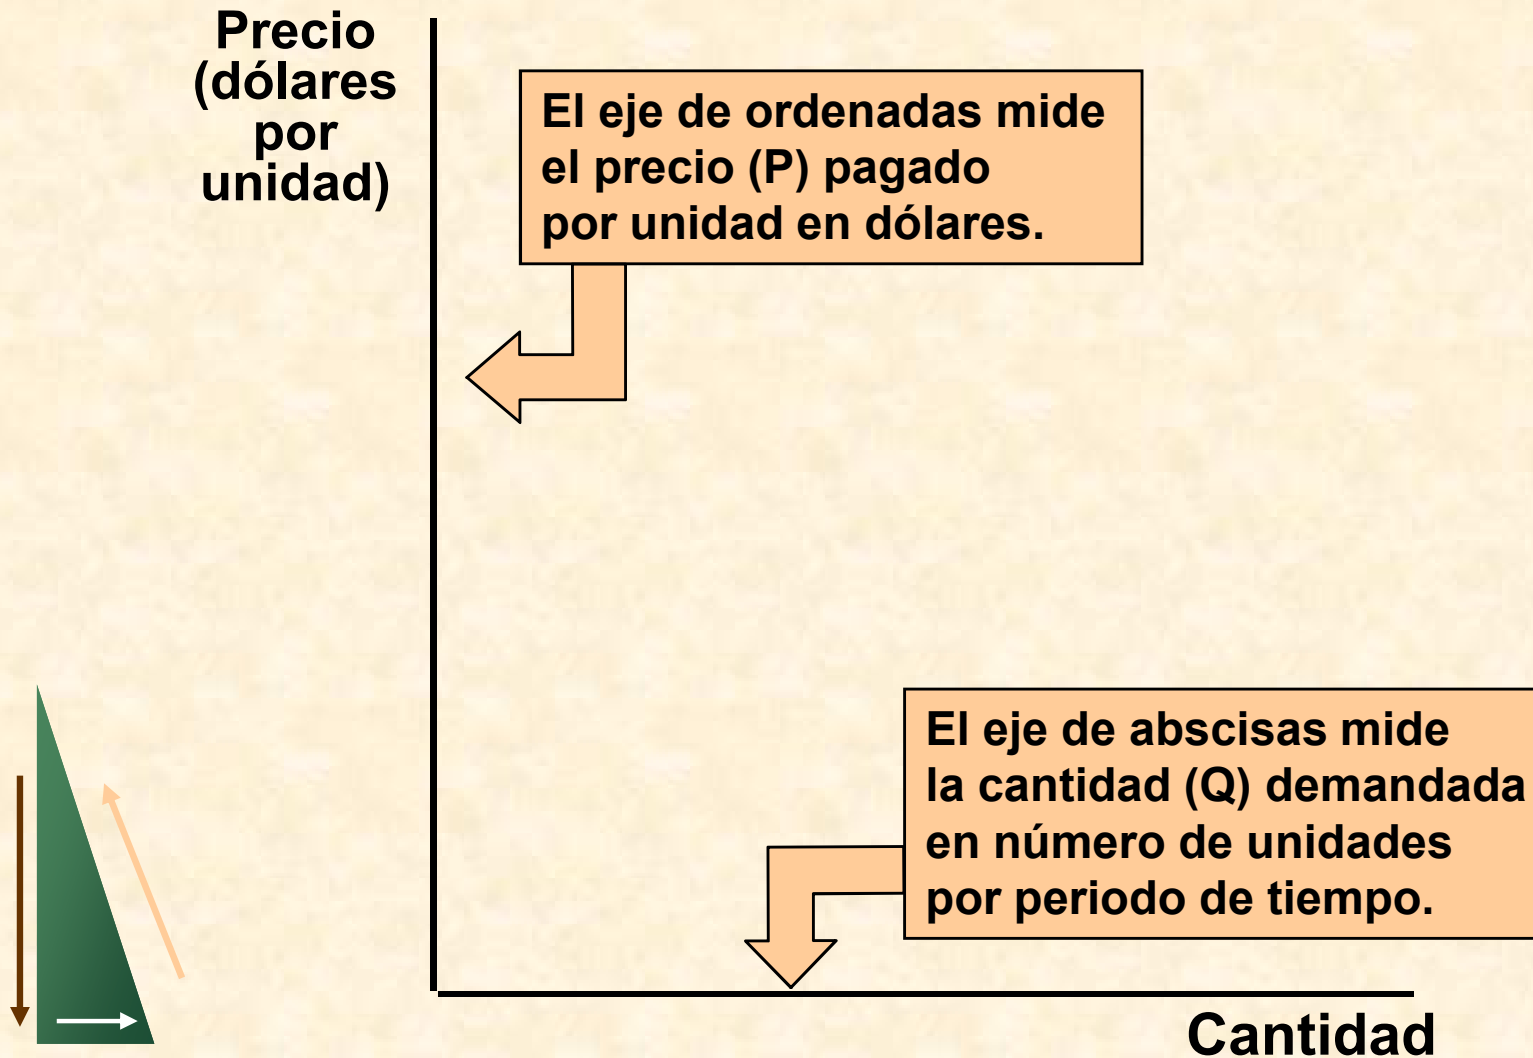 Precio
(dólares
por
unidad)
El eje de ordenadas mide
el precio (P) pagado
por unidad en dólares.
El eje de abscisas mide
la cantidad (Q) demandada
en número de unidades
por periodo de tiempo.
Cantidad